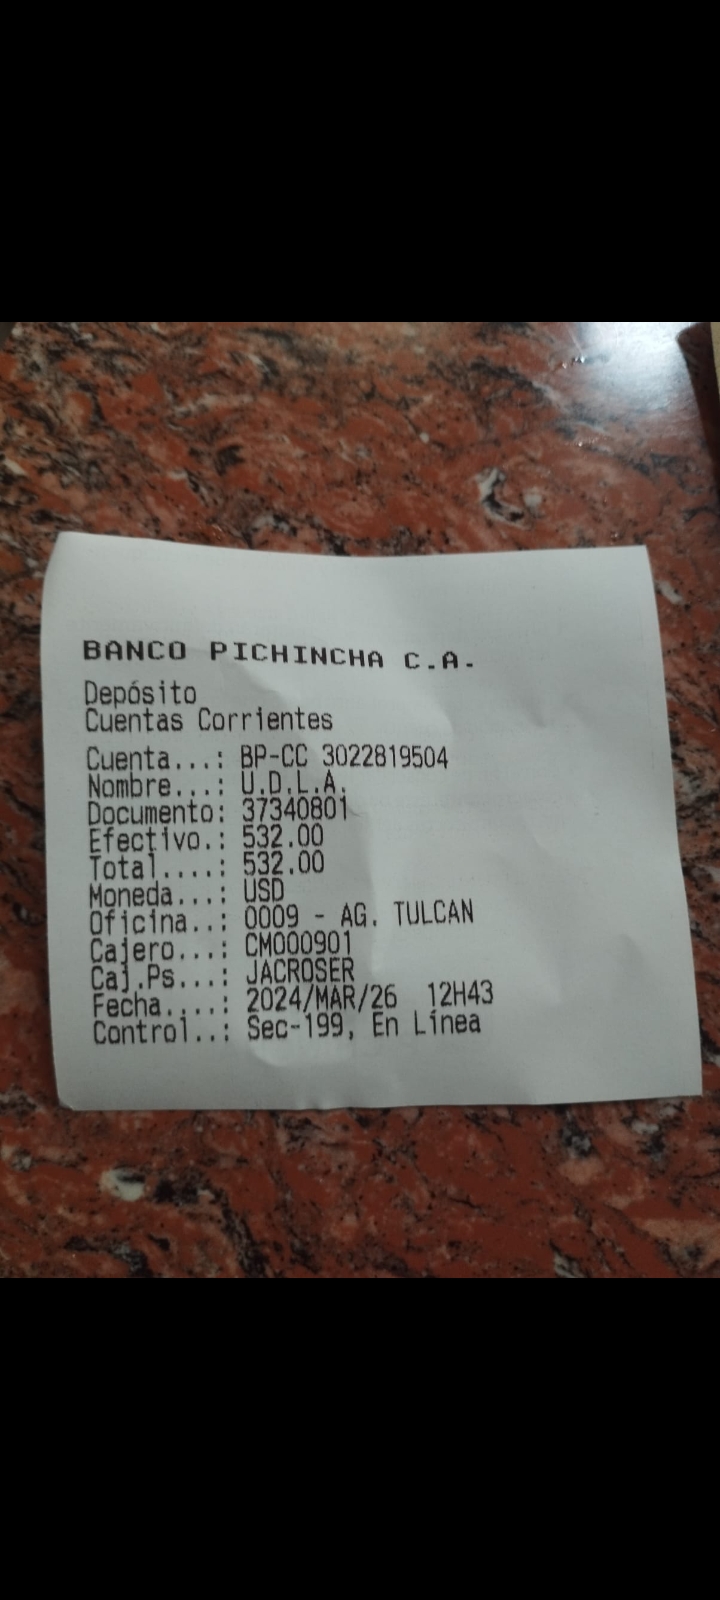 BANCO PICHINCHA C.A.
Depósito
Cuentas Corrientes
Cuenta...: BP-CC 3022819504
Nombre...: U.D.L.A.
Documento: 37340801
Efectivo.: 532.00
Total....: 532.00
Moneda...: USD
Oficina..: 0009 - AG. TULCAN
Cajero...: CM000901
Caj.Ps...: JACROSER
Fecha....: 2024/MAR/26  12H43
Control..: Sec-199, En Línea